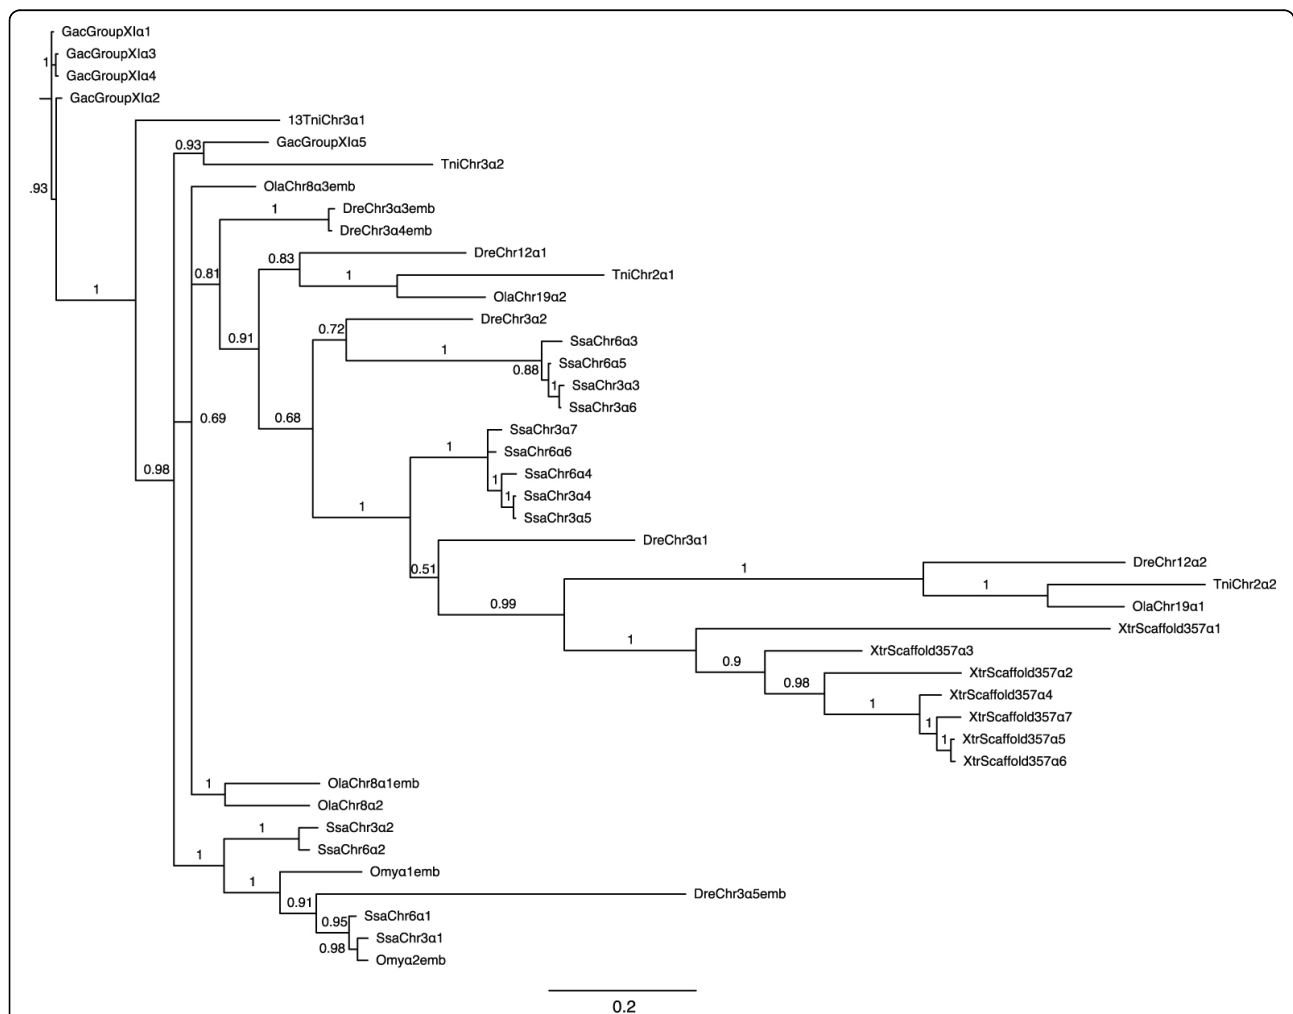 GacGroupXIα1
GacGroupXIα3
1
GacGroupXIα4
GacGroupXIα2
13TniChr3α1
GacGroupXIα5
0.93
TniChr3α2
OlaChr8α3emb
.93
DreChr3α3emb
1
DreChr3α4emb
DreChr12α1
0.83
TniChr2α1
0.81
1
1
OlaChr19α2
DreChr3α2
0.72
0.91
SsaChr6α3
1
SsaChr6α5
0.88
SsaChr3α3
1
SsaChr3α6
0.69
0.68
SsaChr3α7
1
SsaChr6α6
0.98
SsaChr6α4
1
SsaChr3α4
1
1
SsaChr3α5
DreChr3α1
DreChr12α2
0.51
1
TniChr2α2
1
OlaChr19α1
0.99
XtrScaffold357α1
1
XtrScaffold357α3
0.9
XtrScaffold357α2
0.98
XtrScaffold357α4
1
XtrScaffold357α7
1
XtrScaffold357α5
1
XtrScaffold357α6
OlaChr8α1emb
1
OlaChr8α2
SsaChr3α2
1
SsaChr6α2
1
Omyα1emb
1
DreChr3α5emb
0.91
SsaChr6α1
0.95
SsaChr3α1
0.98
Omyα2emb
0.2